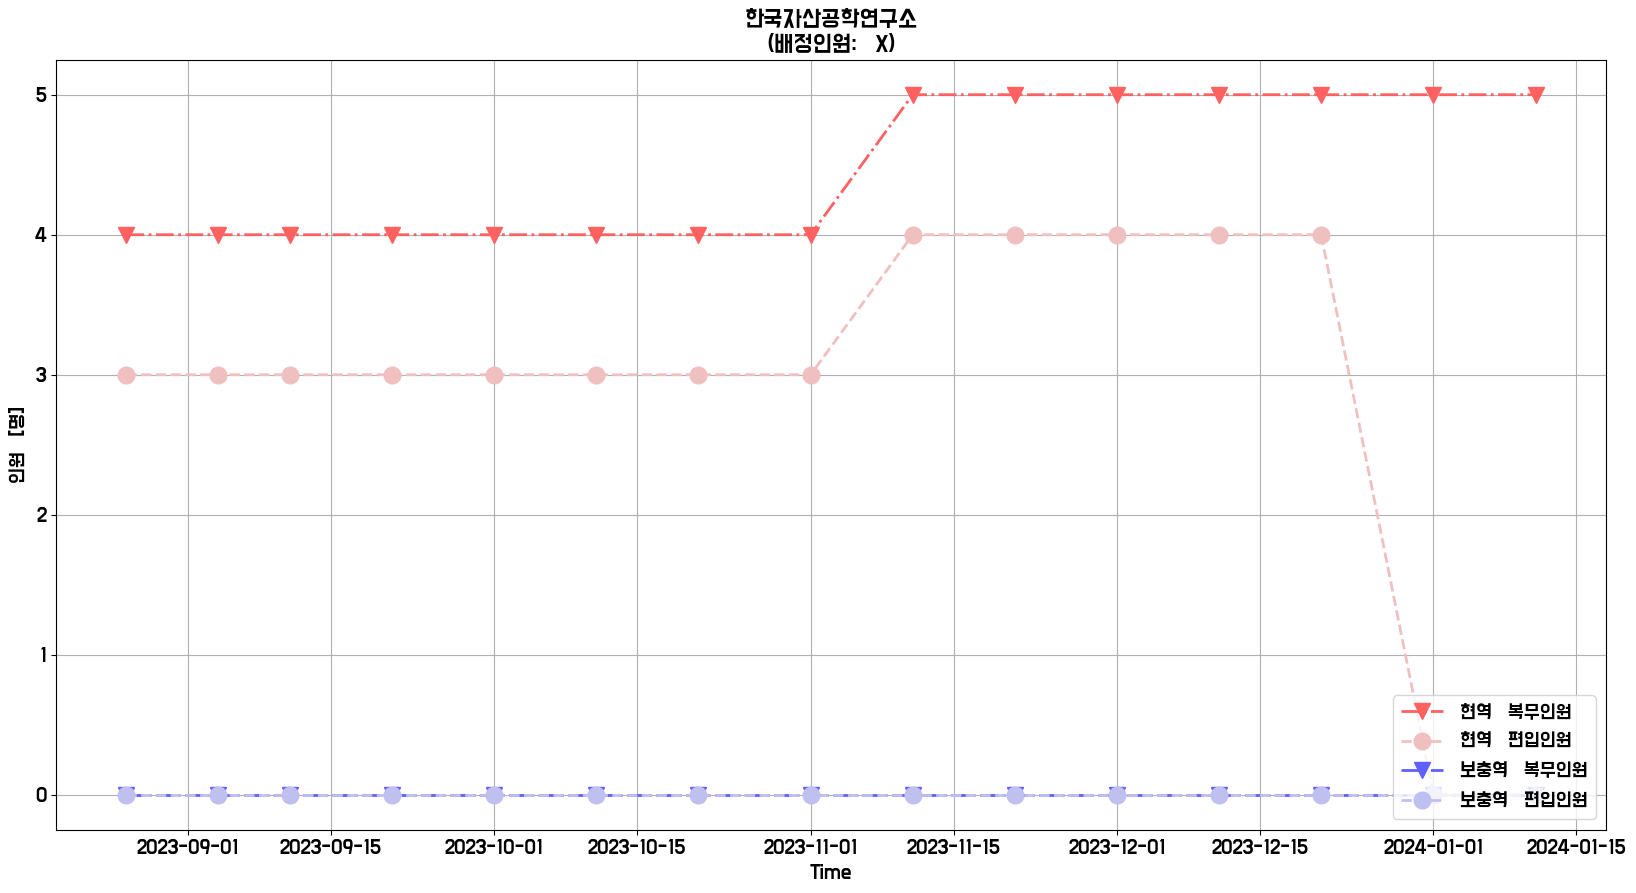 한국자산공학연구소
(배정인원: X)
5
4
3
2
1
0
인원 [명]
현역 복무인원
현역 편입인원
보충역 복무인원
보충역 편입인원
2023-09-01
2023-09-15
2023-10-01
2023-10-15
2023-11-01
2023-11-15
2023-12-01
2023-12-15
2024-01-01
2024-01-15
Time